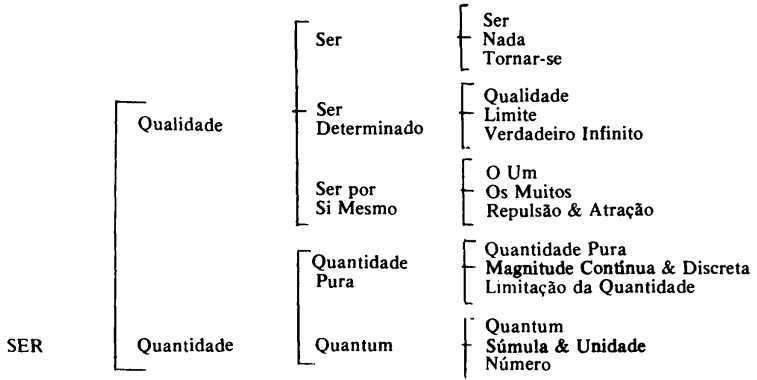 Ser
Ser
Nada
Tornar-se
Qualidade
Ser
Determinado
Qualidade
Limite
Verdadeiro Infinito
Ser por
Si Mesmo
O Um
Os Muitos
Repulsão & Atração
Quantidade
Pura
Quantidade Pura
Magnitude Contínua & Discreta
Limitação da Quantidade
SER
Quantidade
Quantum
Quantum
Súmula & Unidade
Número